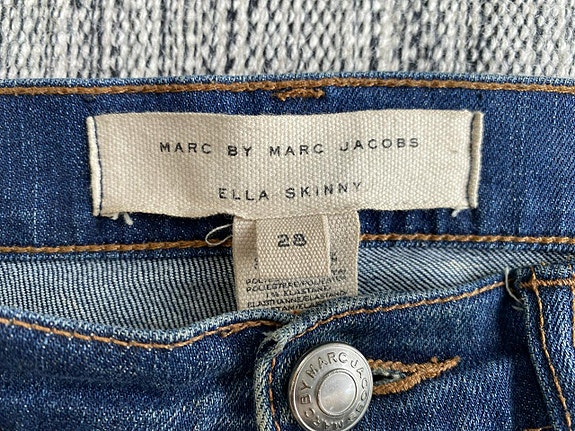 MARC BY MARC JACOBS
ELLA SKINNY
28
BY MARC JACOBS